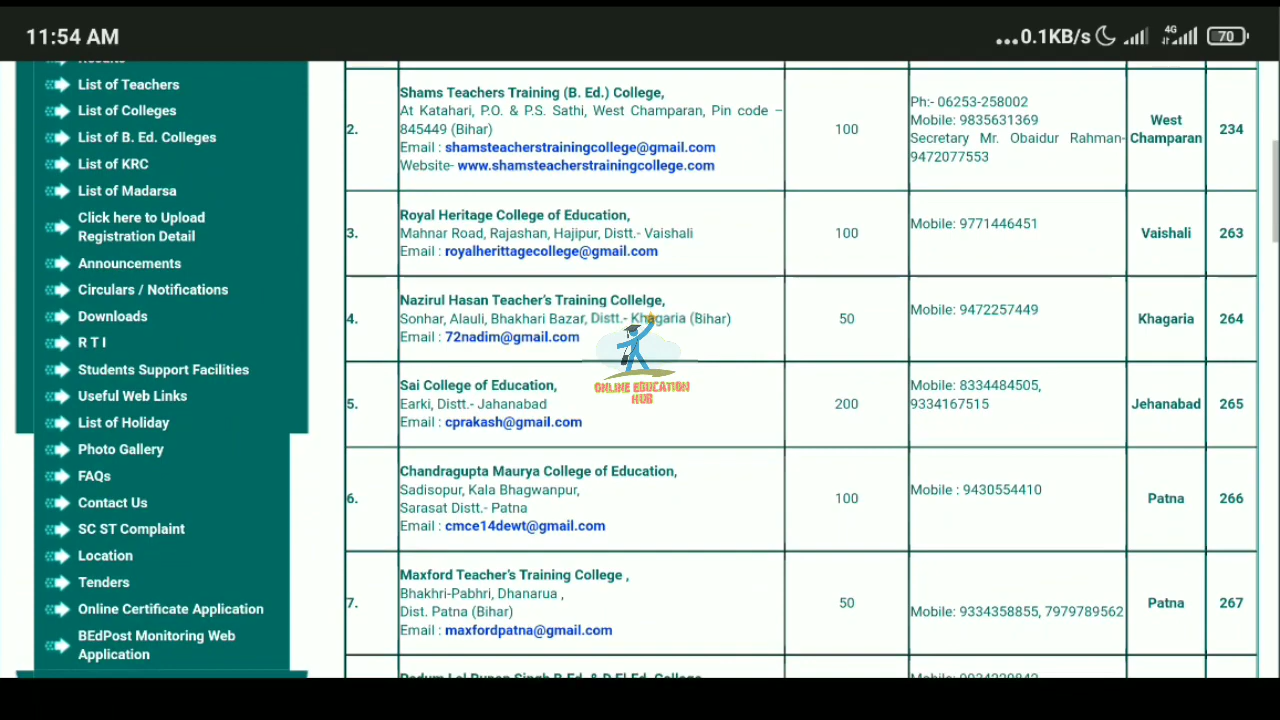 11:54 AM
...0.1KB/s
4G
70
Results
List of Teachers
List of Colleges
List of B. Ed. Colleges
List of KRC
List of Madarsa
Click here to Upload
Registration Detail
Announcements
Circulars / Notifications
Downloads
R T I
Students Support Facilities
Useful Web Links
List of Holiday
Photo Gallery
FAQs
Contact Us
SC ST Complaint
Location
Tenders
Online Certificate Application
BEdPost Monitoring Web
Application
2.
Shams Teachers Training (B. Ed.) College,
At Katahari, P.O. & P.S. Sathi, West Champaran, Pin code –
845449 (Bihar)
Email : shamsteacherstrainingcollege@gmail.com
Website- www.shamsteacherstrainingcollege.com
100
Ph:- 06253-258002
Mobile: 9835631369
Secretary Mr. Obaidur Rahman-
9472077553
West
Champaran
234
3.
Royal Heritage College of Education,
Mahnar Road, Rajashan, Hajipur, Distt.- Vaishali
Email : royalherittagecollege@gmail.com
100
Mobile: 9771446451
Vaishali
263
4.
Nazirul Hasan Teacher's Training Collelge,
Sonhar, Alauli, Bhakhari Bazar, Distt.- Khagaria (Bihar)
Email : 72nadim@gmail.com
50
Mobile: 9472257449
Khagaria
264
ONLINE EDUCATION
HUB
5.
Sai College of Education,
Earki, Distt.- Jahanabad
Email : cprakash@gmail.com
200
Mobile: 8334484505,
9334167515
Jehanabad
265
6.
Chandragupta Maurya College of Education,
Sadisopur, Kala Bhagwanpur,
Sarasat Distt.- Patna
Email : cmce14dewt@gmail.com
100
Mobile : 9430554410
Patna
266
7.
Maxford Teacher's Training College ,
Bhakhri-Pabhri, Dhanarua ,
Dist. Patna (Bihar)
Email : maxfordpatna@gmail.com
50
Mobile: 9334358855, 7979789562
Patna
267